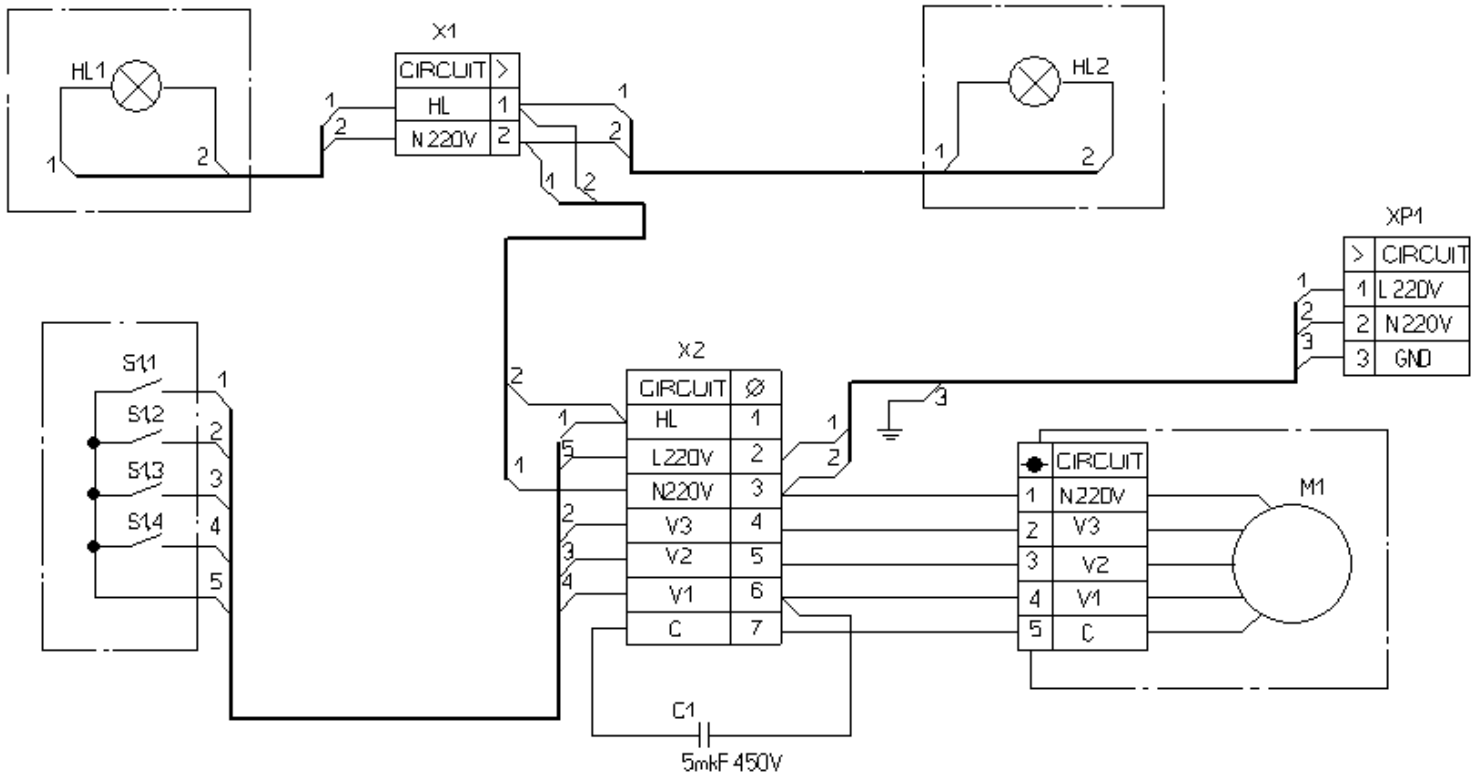 X1
HL1
CIRCUIT >
HL 1
N 220V 2
1
2
1
2
1
2
1
2
HL2
1
2
XP1
> CIRCUIT
1 L 220V
2 N 220V
3 GND
1
2
3
3
S1,1
S1,2
S1,3
S1,4
1
2
3
4
5
X2
CIRCUIT Ø
HL 1
L220V 2
N220V 3
V3 4
V2 5
V1 6
C 7
2
1
5
1
2
3
4
1
2
CIRCUIT
1 N220V
2 V3
3 V2
4 V1
5 C
M1
C1
5mkF 450V